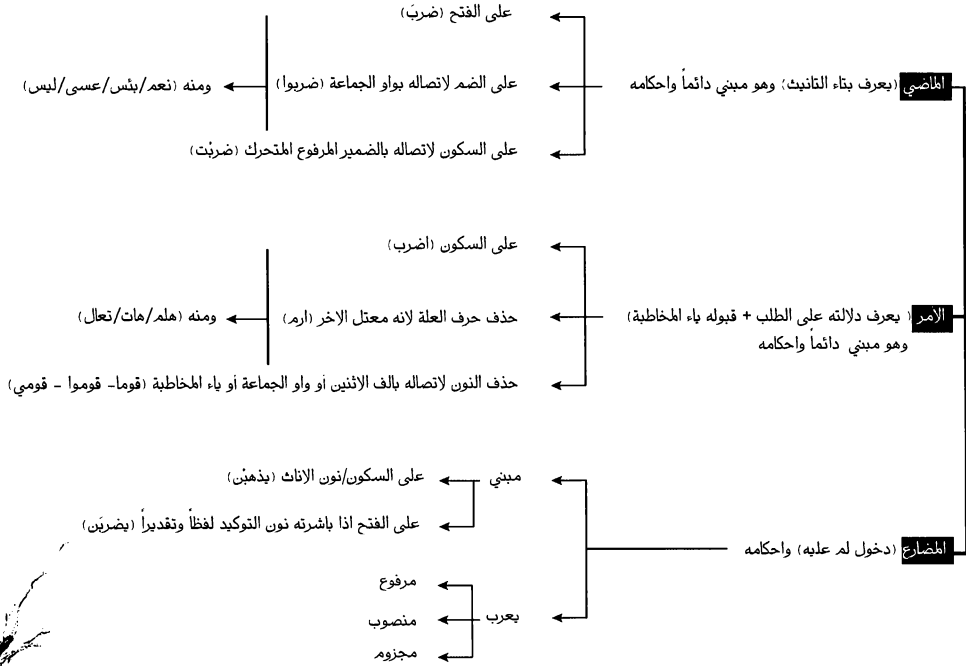 الماضي (يعرف بتاء التانيث) وهو مبني دائماً واحكامه
على الفتح (ضربَ)
على الضم لاتصاله بواو الجماعة (ضربوا)
على السكون لاتصاله بالضمير المرفوع المتحرك (ضربْت)
ومنه (نعم/بئس/عسى/ليس)
الامر ( يعرف دلالته على الطلب + قبوله ياء المخاطبة)
وهو مبني دائماً واحكامه
على السكون (اضرب)
حذف حرف العلة لانه معتل الاخر (ارم)
حذف النون لاتصاله بالف الاثنين أو واو الجماعة أو ياء المخاطبة (قوما- قوموا - قومي)
ومنه (هلم/هات/تعال)
المضارع (دخول لم عليه) واحكامه
مبني
على السكون/نون الاناث (يذهبْن)
على الفتح اذا باشرته نون التوكيد لفظاً وتقديراً (يضربَن)
يعرب
مرفوع
منصوب
مجزوم